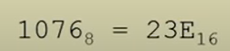 1076₈ = 23E₁₆